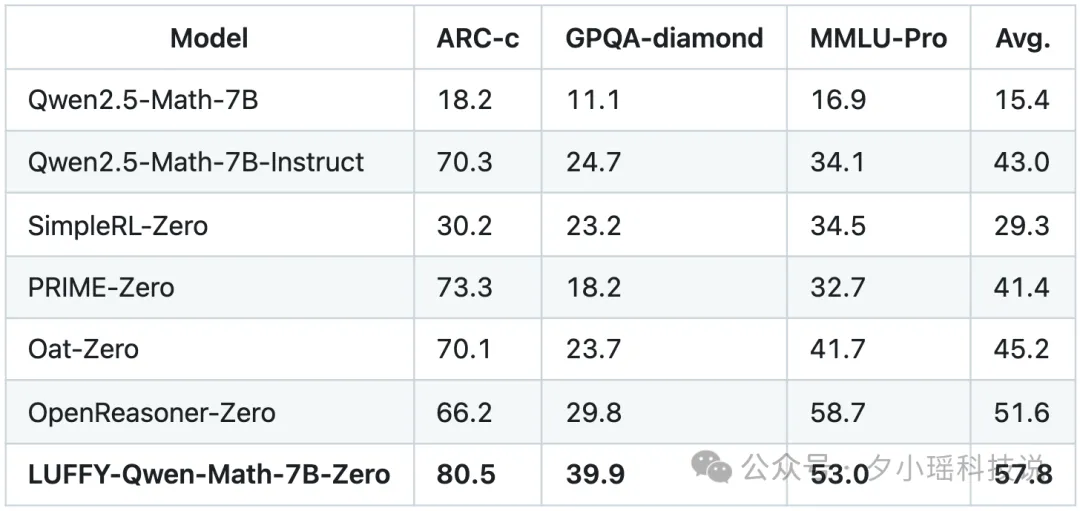 Model ARC-c GPQA-diamond MMLU-Pro Avg.
Qwen2.5-Math-7B 18.2 11.1 16.9 15.4
Qwen2.5-Math-7B-Instruct 70.3 24.7 34.1 43.0
SimpleRL-Zero 30.2 23.2 34.5 29.3
PRIME-Zero 73.3 18.2 32.7 41.4
Oat-Zero 70.1 23.7 41.7 45.2
OpenReasoner-Zero 66.2 29.8 58.7 51.6
LUFFY-Qwen-Math-7B-Zero 80.5 39.9 53.0 57.8
公众号 · 夕小瑶科技说